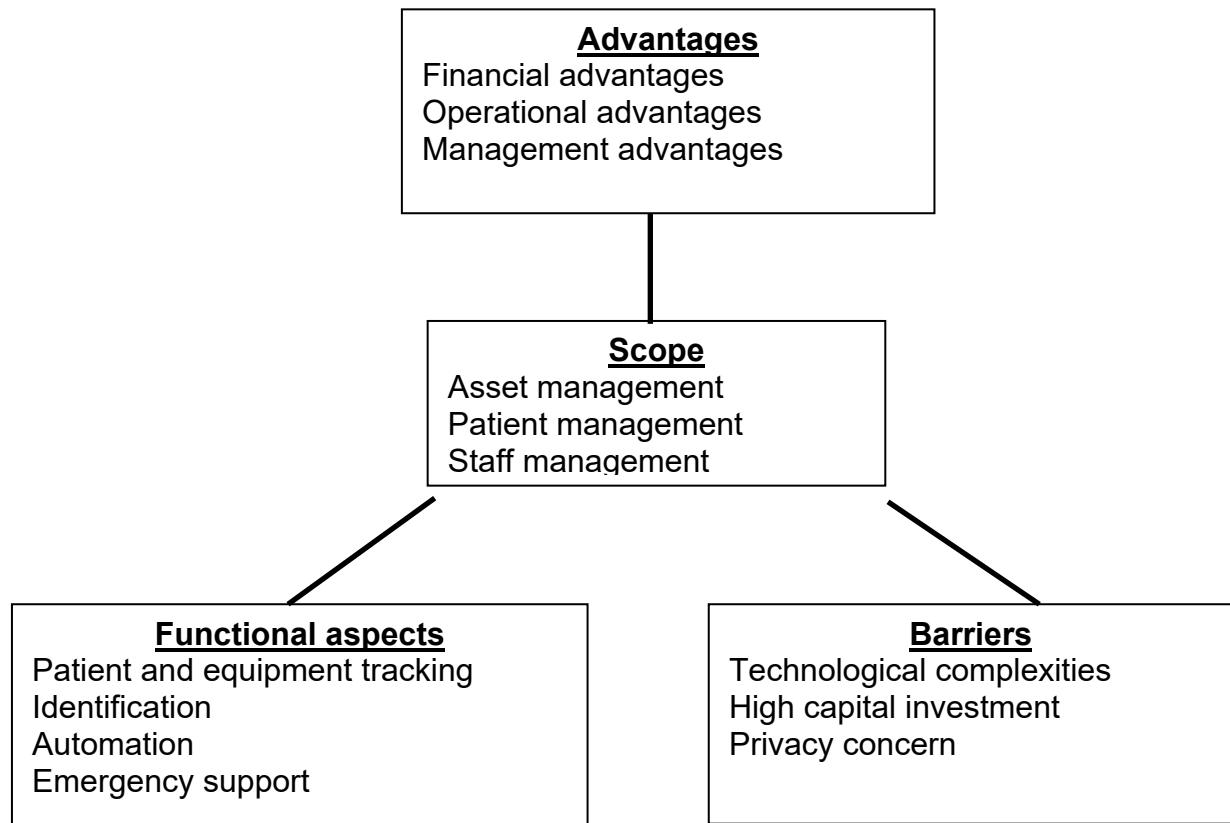 Advantages
Financial advantages
Operational advantages
Management advantages
Scope
Asset management
Patient management
Staff management
Functional aspects
Patient and equipment tracking
Identification
Automation
Emergency support
Barriers
Technological complexities
High capital investment
Privacy concern